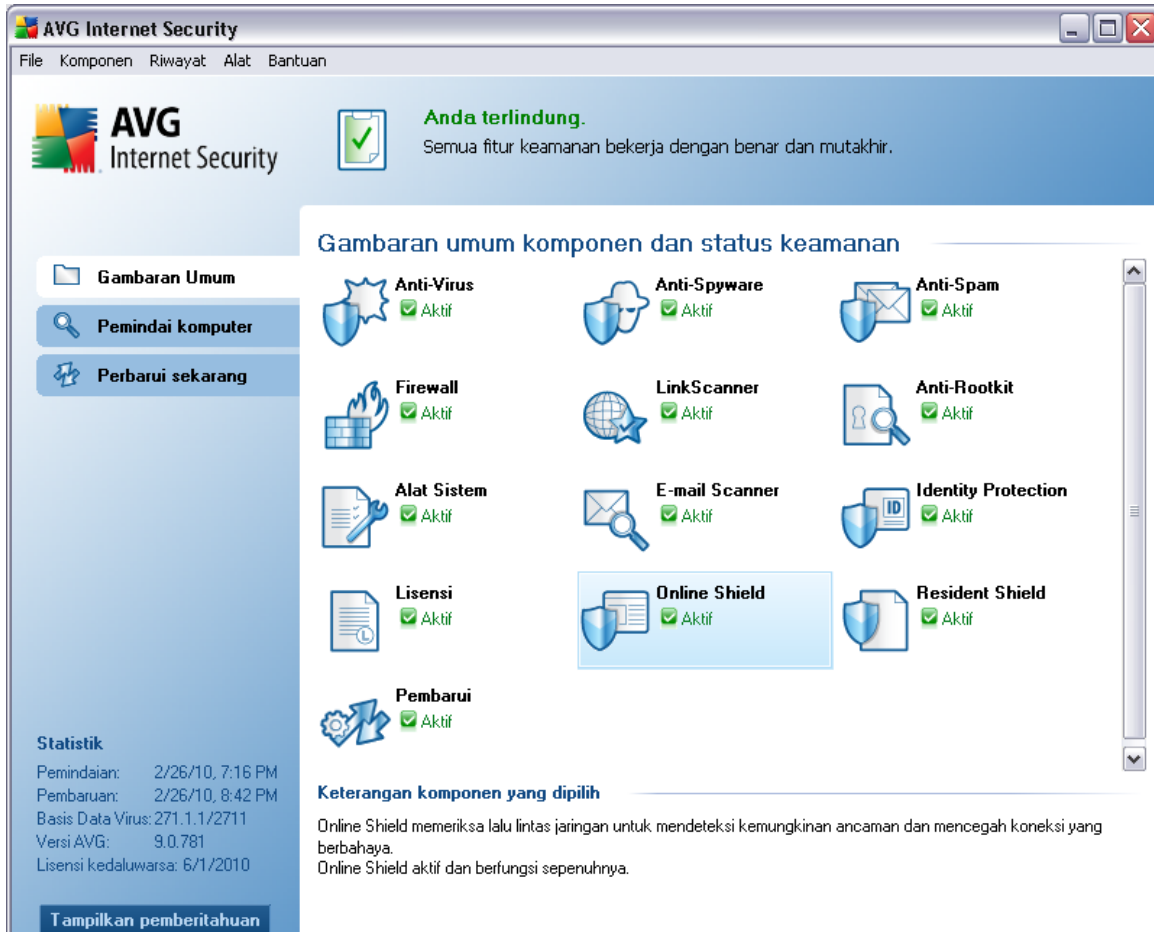 AVG Internet Security
File Komponen Riwayat Alat Bantuan
AVG
Internet Security
Anda terlindung.
Semua fitur keamanan bekerja dengan benar dan mutakhir.
Gambaran Umum
Pemindai komputer
Perbarui sekarang
Gambaran umum komponen dan status keamanan
Anti-Virus
Aktif
Anti-Spyware
Aktif
Anti-Spam
Aktif
Firewall
Aktif
LinkScanner
Aktif
Anti-Rootkit
Aktif
Alat Sistem
Aktif
E-mail Scanner
Aktif
Identity Protection
ID
Aktif
Lisensi
L
Aktif
Online Shield
Aktif
Resident Shield
Aktif
Pembarui
Aktif
Statistik
Pemindaian: 2/26/10, 7:16 PM
Pembaruan: 2/26/10, 8:42 PM
Basis Data Virus: 271.1.1/2711
Versi AVG: 9.0.781
Lisensi kedaluwarsa: 6/1/2010
Tampilkan pemberitahuan
Keterangan komponen yang dipilih
Online Shield memeriksa lalu lintas jaringan untuk mendeteksi kemungkinan ancaman dan mencegah koneksi yang
berbahaya.
Online Shield aktif dan berfungsi sepenuhnya.